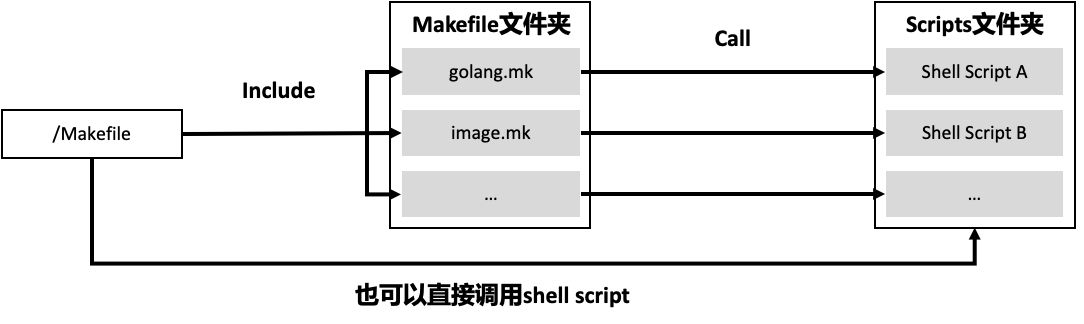 Makefile文件夹
Scripts文件夹
Call
golang.mk
Shell Script A
Include
/Makefile
image.mk
Shell Script B
...
...
也可以直接调用shell script